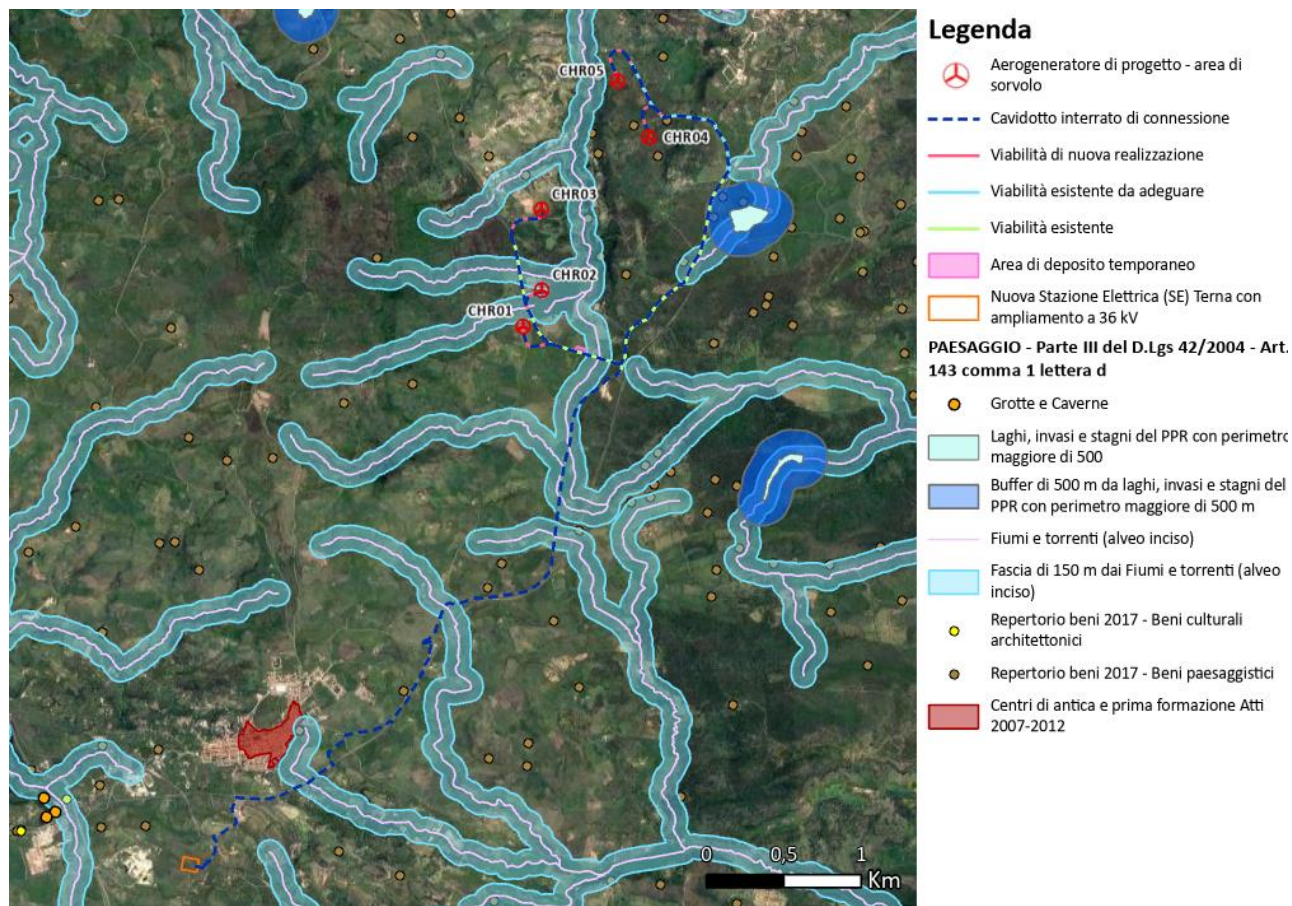 CHR05
CHR04
CHR03
CHR02
CHR01
0 0,5 1
Km
Legenda
Aerogeneratore di progetto - area di
sorvolo
Cavidotto interrato di connessione
Viabilità di nuova realizzazione
Viabilità esistente da adeguare
Viabilità esistente
Area di deposito temporaneo
Nuova Stazione Elettrica (SE) Terna con
ampliamento a 36 kV
PAESAGGIO - Parte III del D.Lgs 42/2004 - Art.
143 comma 1 lettera d
Grotte e Caverne
Laghi, invasi e stagni del PPR con perimetro
maggiore di 500
Buffer di 500 m da laghi, invasi e stagni del
PPR con perimetro maggiore di 500 m
Fiumi e torrenti (alveo inciso)
Fascia di 150 m dai Fiumi e torrenti (alveo
inciso)
Repertorio beni 2017 - Beni culturali
architettonici
Repertorio beni 2017 - Beni paesaggistici
Centri di antica e prima formazione Atti
2007-2012